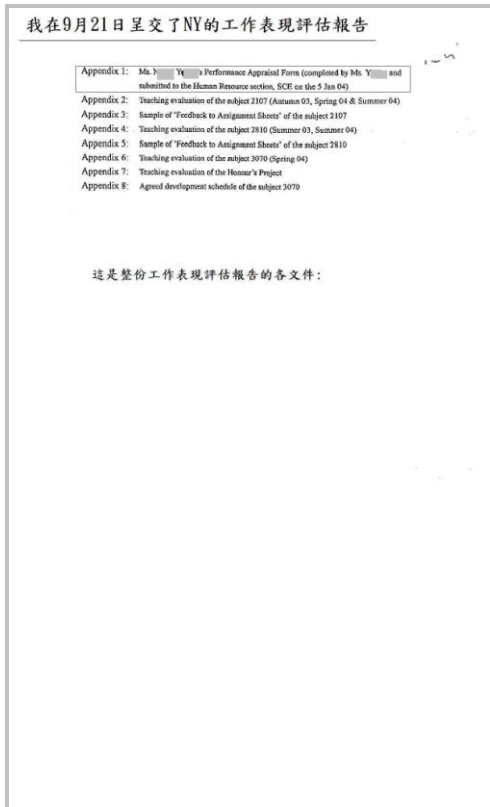 我在9月21日呈交了NY的工作表現評估報告
Appendix 1: Ms. Y s Performance Appraisal Form (completed by Ms. Y and
submitted to the Human Resource section, SCE on the 5 Jan 04)
Appendix 2: Teaching evaluation of the subject 2107 (Autumn 03, Spring 04 & Summer 04)
Appendix 3: Sample of "Feedback to Assignment Sheets" of the subject 2107
Appendix 4: Teaching evaluation of the subject 2810 (Summer 03, Summer 04)
Appendix 5: Sample of "Feedback to Assignment Sheets" of the subject 2810
Appendix 6: Teaching evaluation of the subject 3070 (Spring 04)
Appendix 7: Teaching evaluation of the Honour's Project
Appendix 8: Agreed development schedule of the subject 3070
這是整份工作表現評估報告的各文件: